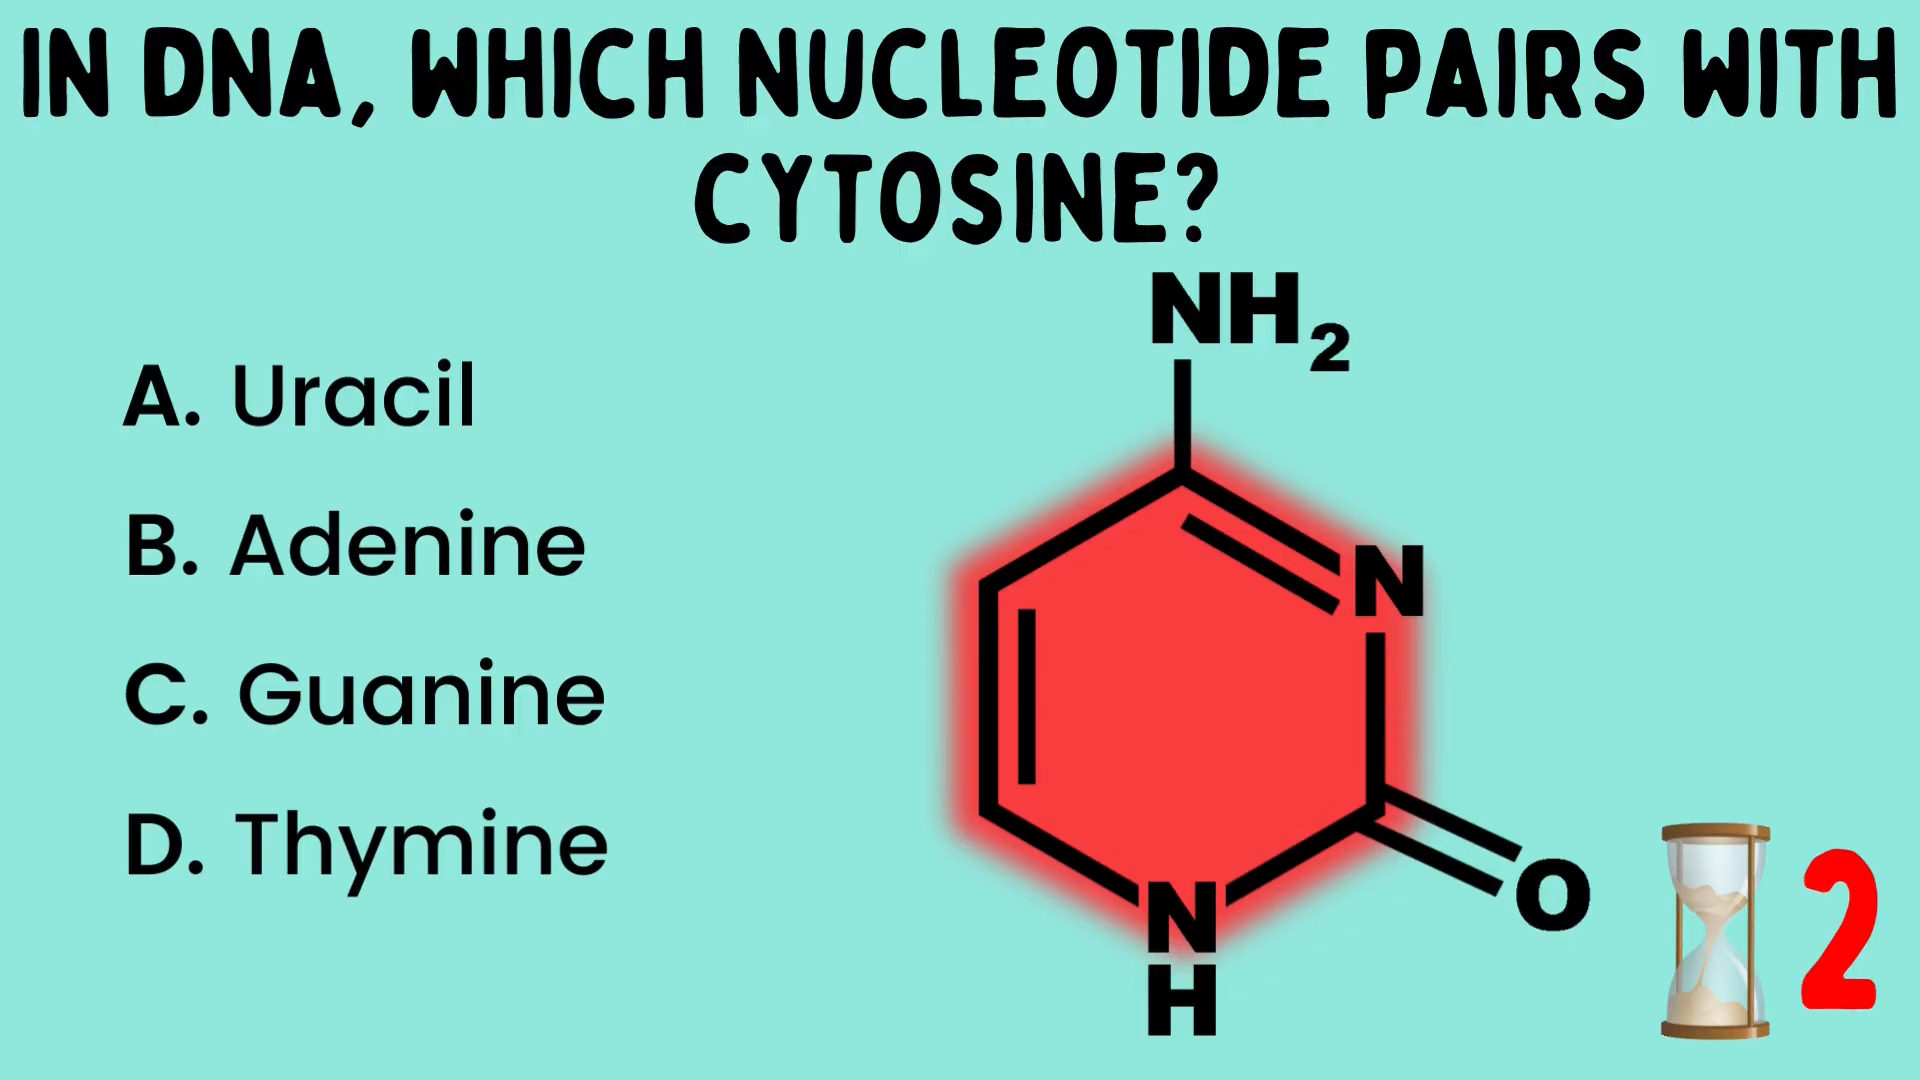 IN DNA, WHICH NUCLEOTIDE PAIRS WITH
CYTOSINE?
A. Uracil
B. Adenine
C. Guanine
D. Thymine
NH2
N
O
N
H
2